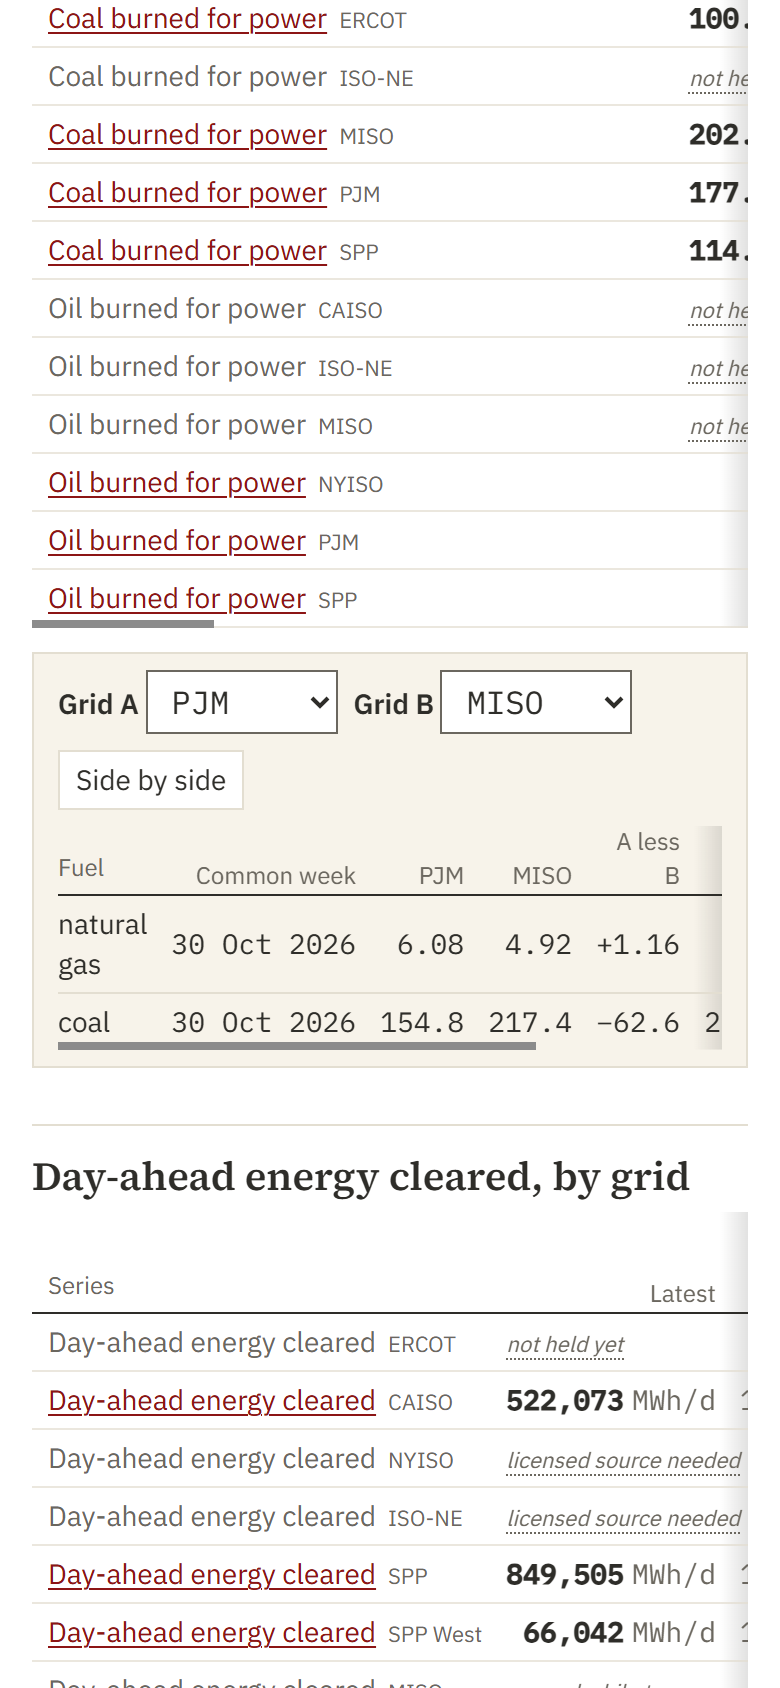 Coal burned for power ERCOT 100.
Coal burned for power ISO-NE not he
Coal burned for power MISO 202.
Coal burned for power PJM 177.
Coal burned for power SPP 114.
Oil burned for power CAISO not he
Oil burned for power ISO-NE not he
Oil burned for power MISO not he
Oil burned for power NYISO
Oil burned for power PJM
Oil burned for power SPP
Grid A PJM Grid B MISO
Side by side
Fuel Common week PJM MISO A less B
natural gas 30 Oct 2026 6.08 4.92 +1.16
coal 30 Oct 2026 154.8 217.4 −62.6 2
Day-ahead energy cleared, by grid
Series Latest
Day-ahead energy cleared ERCOT not held yet
Day-ahead energy cleared CAISO 522,073 MWh/d 1
Day-ahead energy cleared NYISO licensed source needed
Day-ahead energy cleared ISO-NE licensed source needed
Day-ahead energy cleared SPP 849,505 MWh/d 1
Day-ahead energy cleared SPP West 66,042 MWh/d
Day-ahead energy cleared MISO